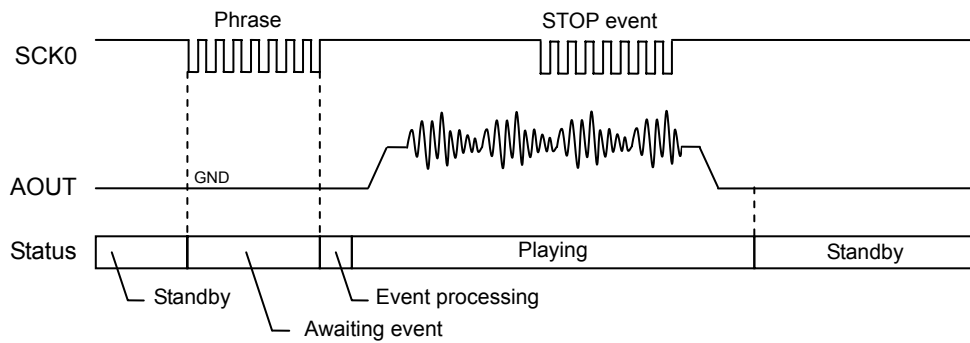 Phrase STOP event
SCK0
GND
AOUT
Status Playing Standby
Standby Event processing
Awaiting event